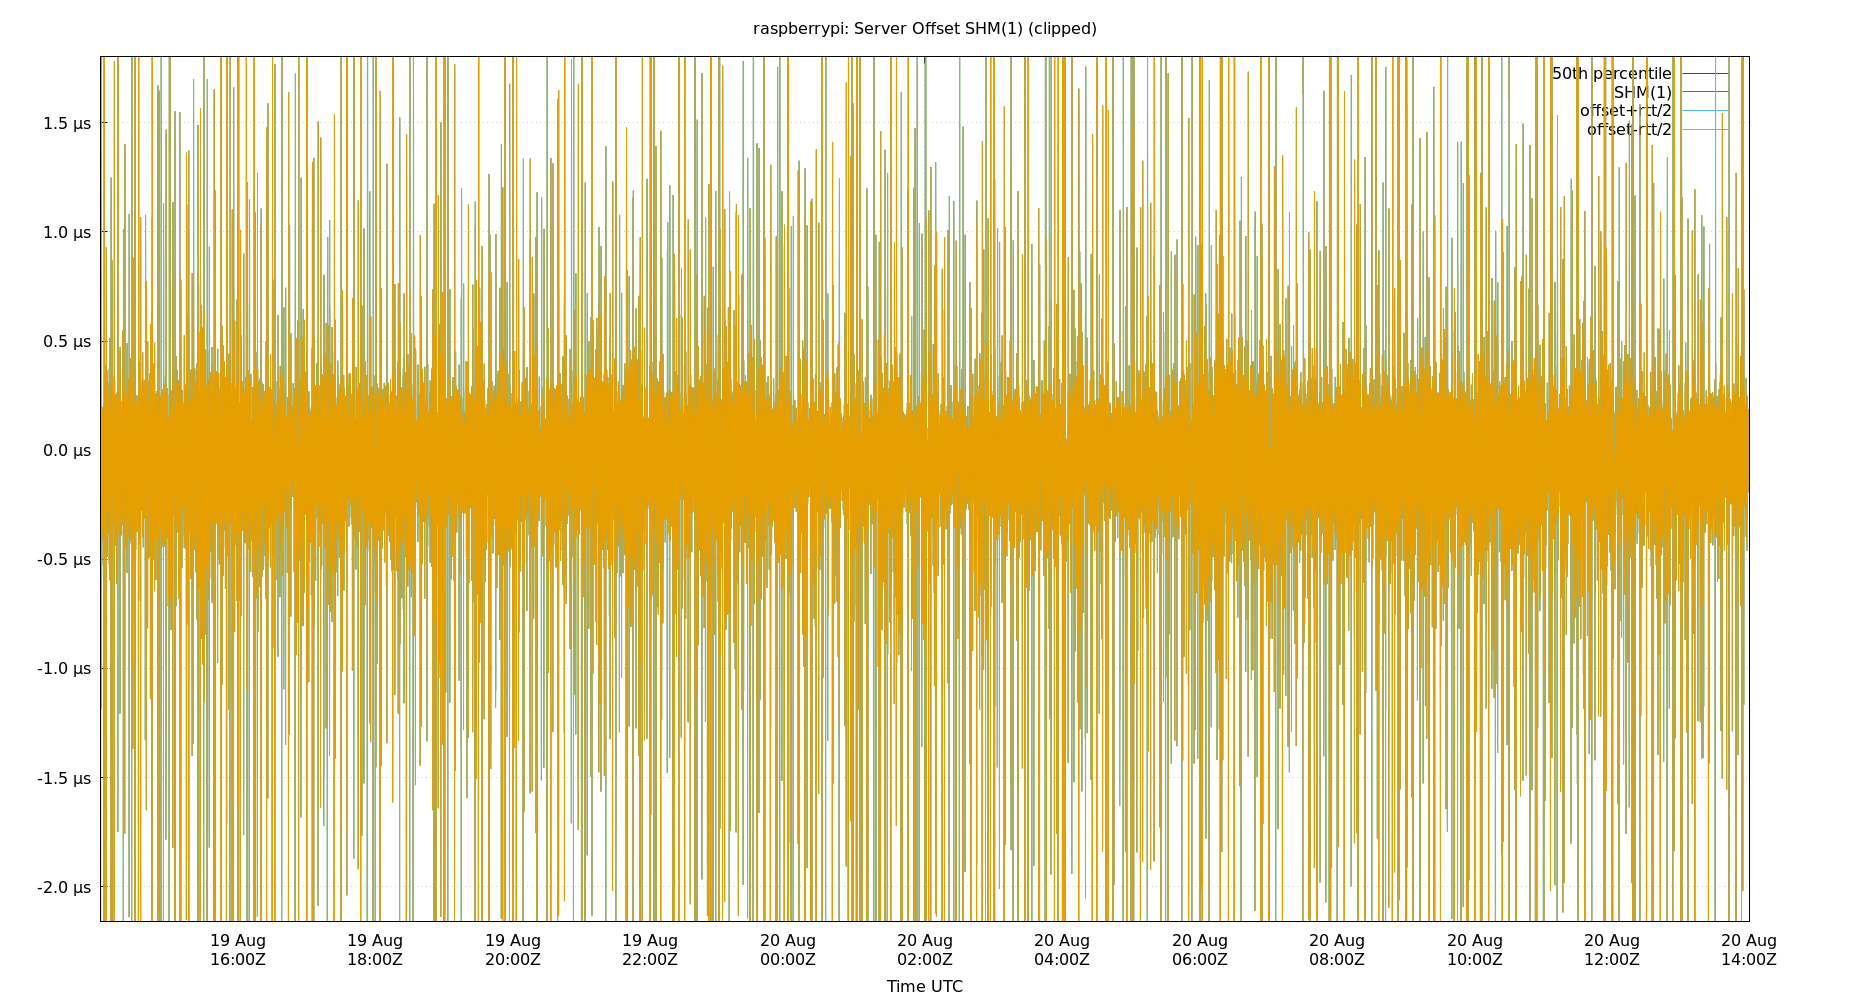 raspberrypi: Server Offset SHM(1) (clipped)
50th percentile
SHM(1)
offset+rtt/2
offset-rtt/2
1.5 µs
1.0 µs
0.5 µs
0.0 µs
-0.5 µs
-1.0 µs
-1.5 µs
-2.0 µs
19 Aug 19 Aug 19 Aug 19 Aug 20 Aug 20 Aug 20 Aug 20 Aug 20 Aug 20 Aug 20 Aug 20 Aug
16:00Z 18:00Z 20:00Z 22:00Z 00:00Z 02:00Z 04:00Z 06:00Z 08:00Z 10:00Z 12:00Z 14:00Z
Time UTC